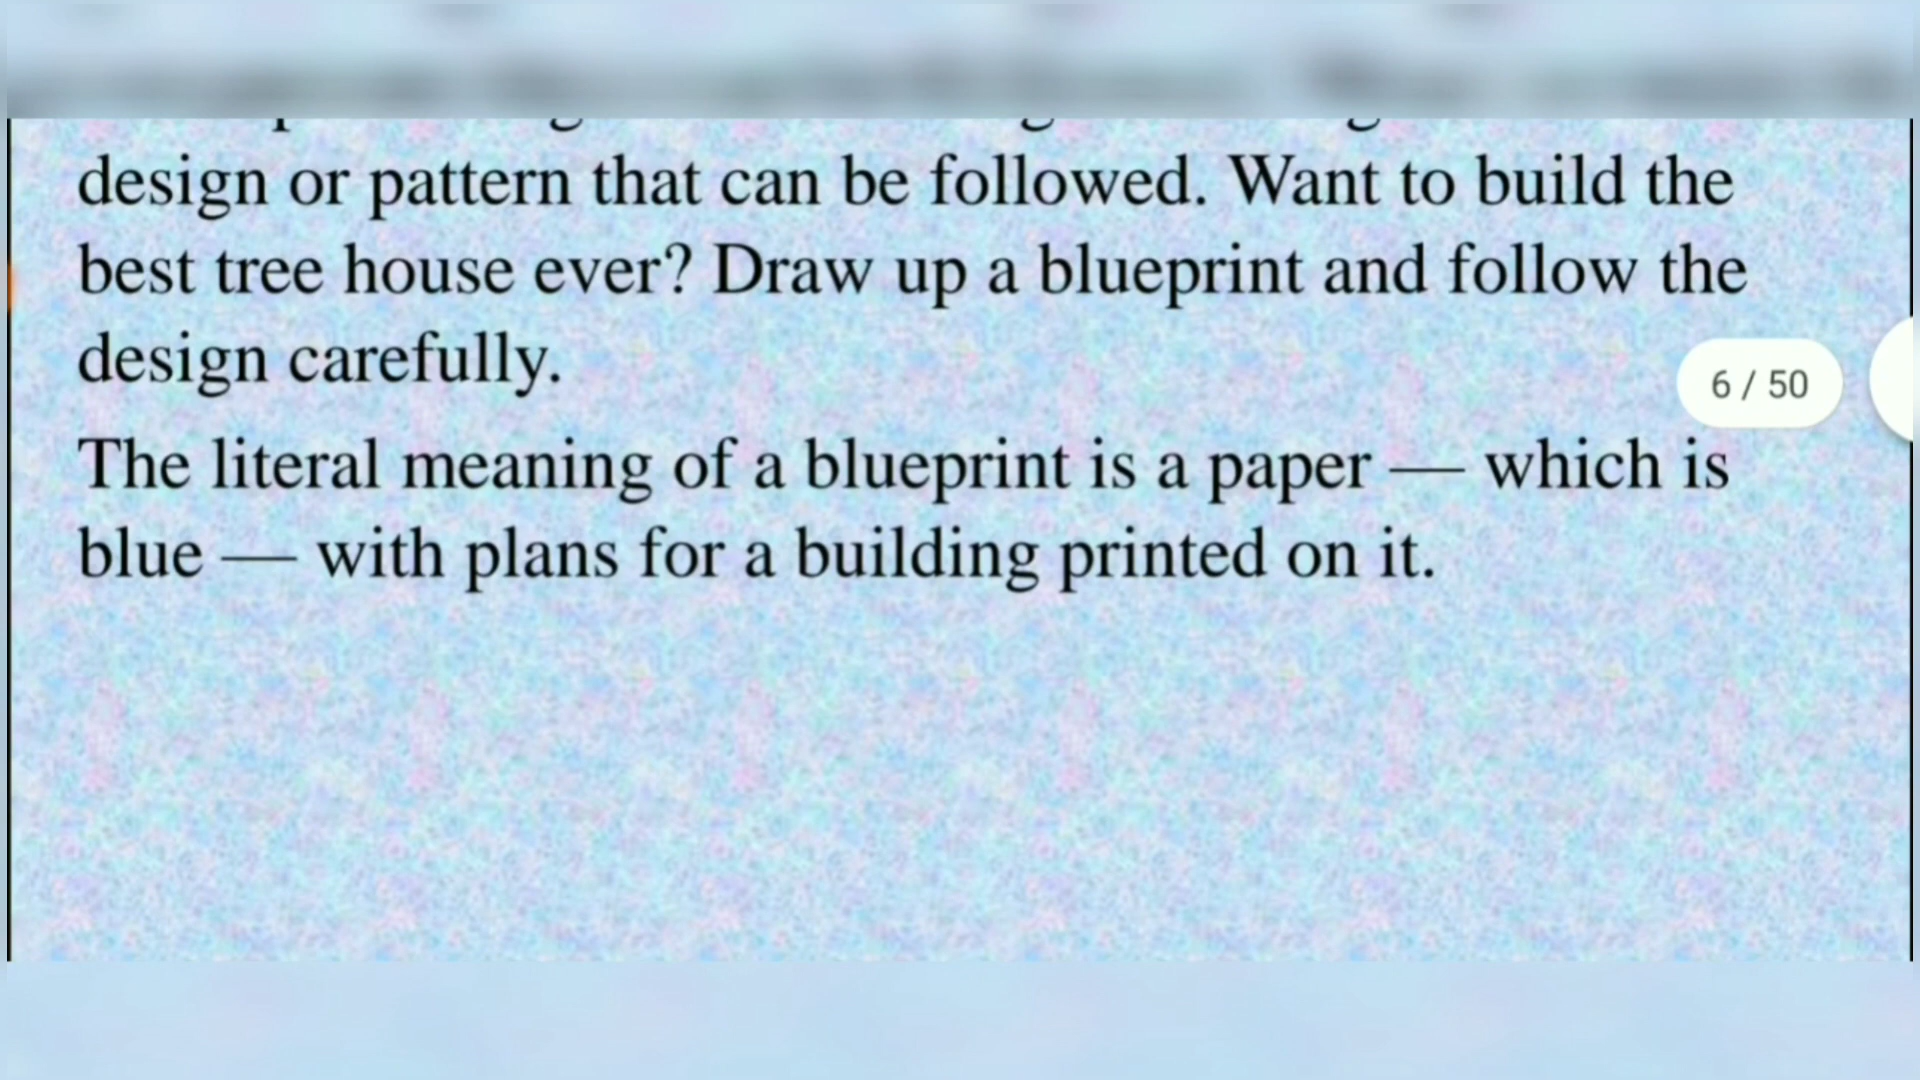 design or pattern that can be followed. Want to build the
best tree house ever? Draw up a blueprint and follow the
design carefully.
6 / 50
The literal meaning of a blueprint is a paper — which is
blue — with plans for a building printed on it.